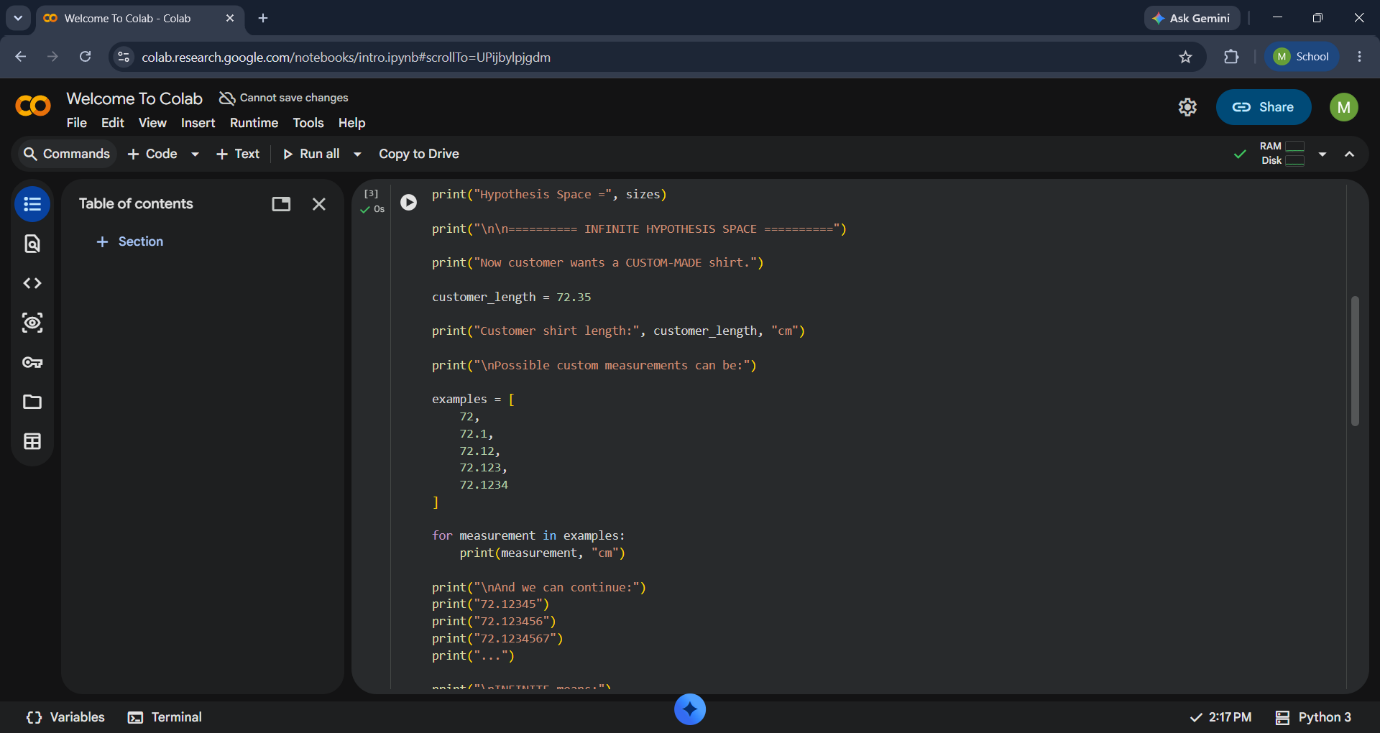 Welcome To Colab - Colab
Ask Gemini
colab.research.google.com/notebooks/intro.ipynb#scrollTo=UPijbylpjgdm
M School
Welcome To Colab Cannot save changes
File Edit View Insert Runtime Tools Help
Share
M
Commands + Code + Text Run all Copy to Drive
RAM
Disk
Table of contents
+ Section
[3]
0s
print("Hypothesis Space =", sizes)
print("\n\n========== INFINITE HYPOTHESIS SPACE ==========")
print("Now customer wants a CUSTOM-MADE shirt.")
customer_length = 72.35
print("Customer shirt length:", customer_length, "cm")
print("\nPossible custom measurements can be:")
examples = [
72,
72.1,
72.12,
72.123,
72.1234
]
for measurement in examples:
print(measurement, "cm")
print("\nAnd we can continue:")
print("72.12345")
print("72.123456")
print("72.1234567")
print("...")
print("\nINFINITE means:")
Variables Terminal
2:17 PM Python 3